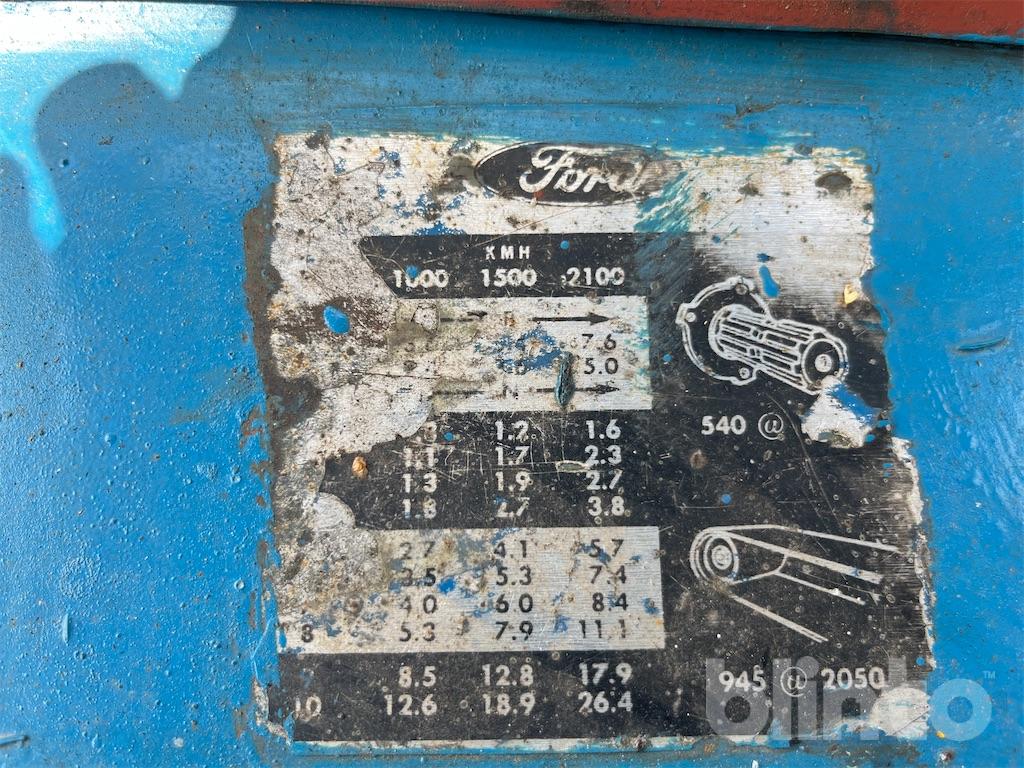 Ford
KMH
1000 1500 2100
R
7.6
5.0
N
1.2 1.6
1.1 1.7 2.3
540 @
1.3 1.9 2.7
1.8 2.7 3.8
2.7 4.1 5.7
3.5 5.3 7.4
4.0 6.0 8.4
8 5.3 7.9 11.1
8.5 12.8 17.9
945 @ 2050
10 12.6 18.9 26.4
blinto